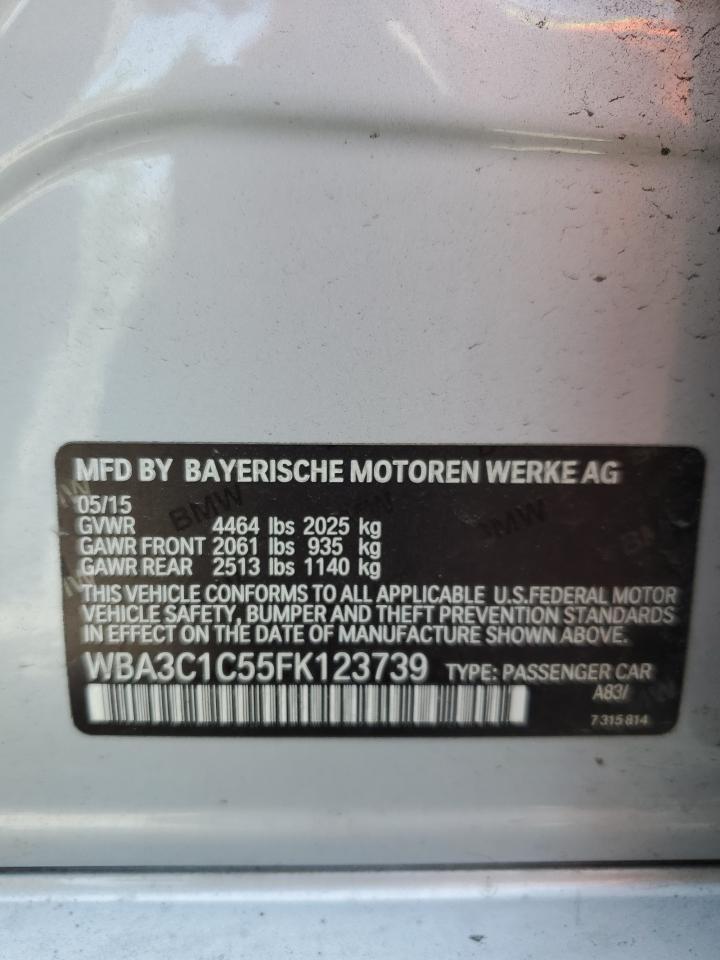 MFD BY BAYERISCHE MOTOREN WERKE AG
05/15
GVWR 4464 lbs 2025 kg
GAWR FRONT 2061 lbs 935 kg
GAWR REAR 2513 lbs 1140 kg
THIS VEHICLE CONFORMS TO ALL APPLICABLE U.S.FEDERAL MOTOR
VEHICLE SAFETY, BUMPER AND THEFT PREVENTION STANDARDS
IN EFFECT ON THE DATE OF MANUFACTURE SHOWN ABOVE.
WBA3C1C55FK123739 TYPE: PASSENGER CAR
A83/
7 315 814